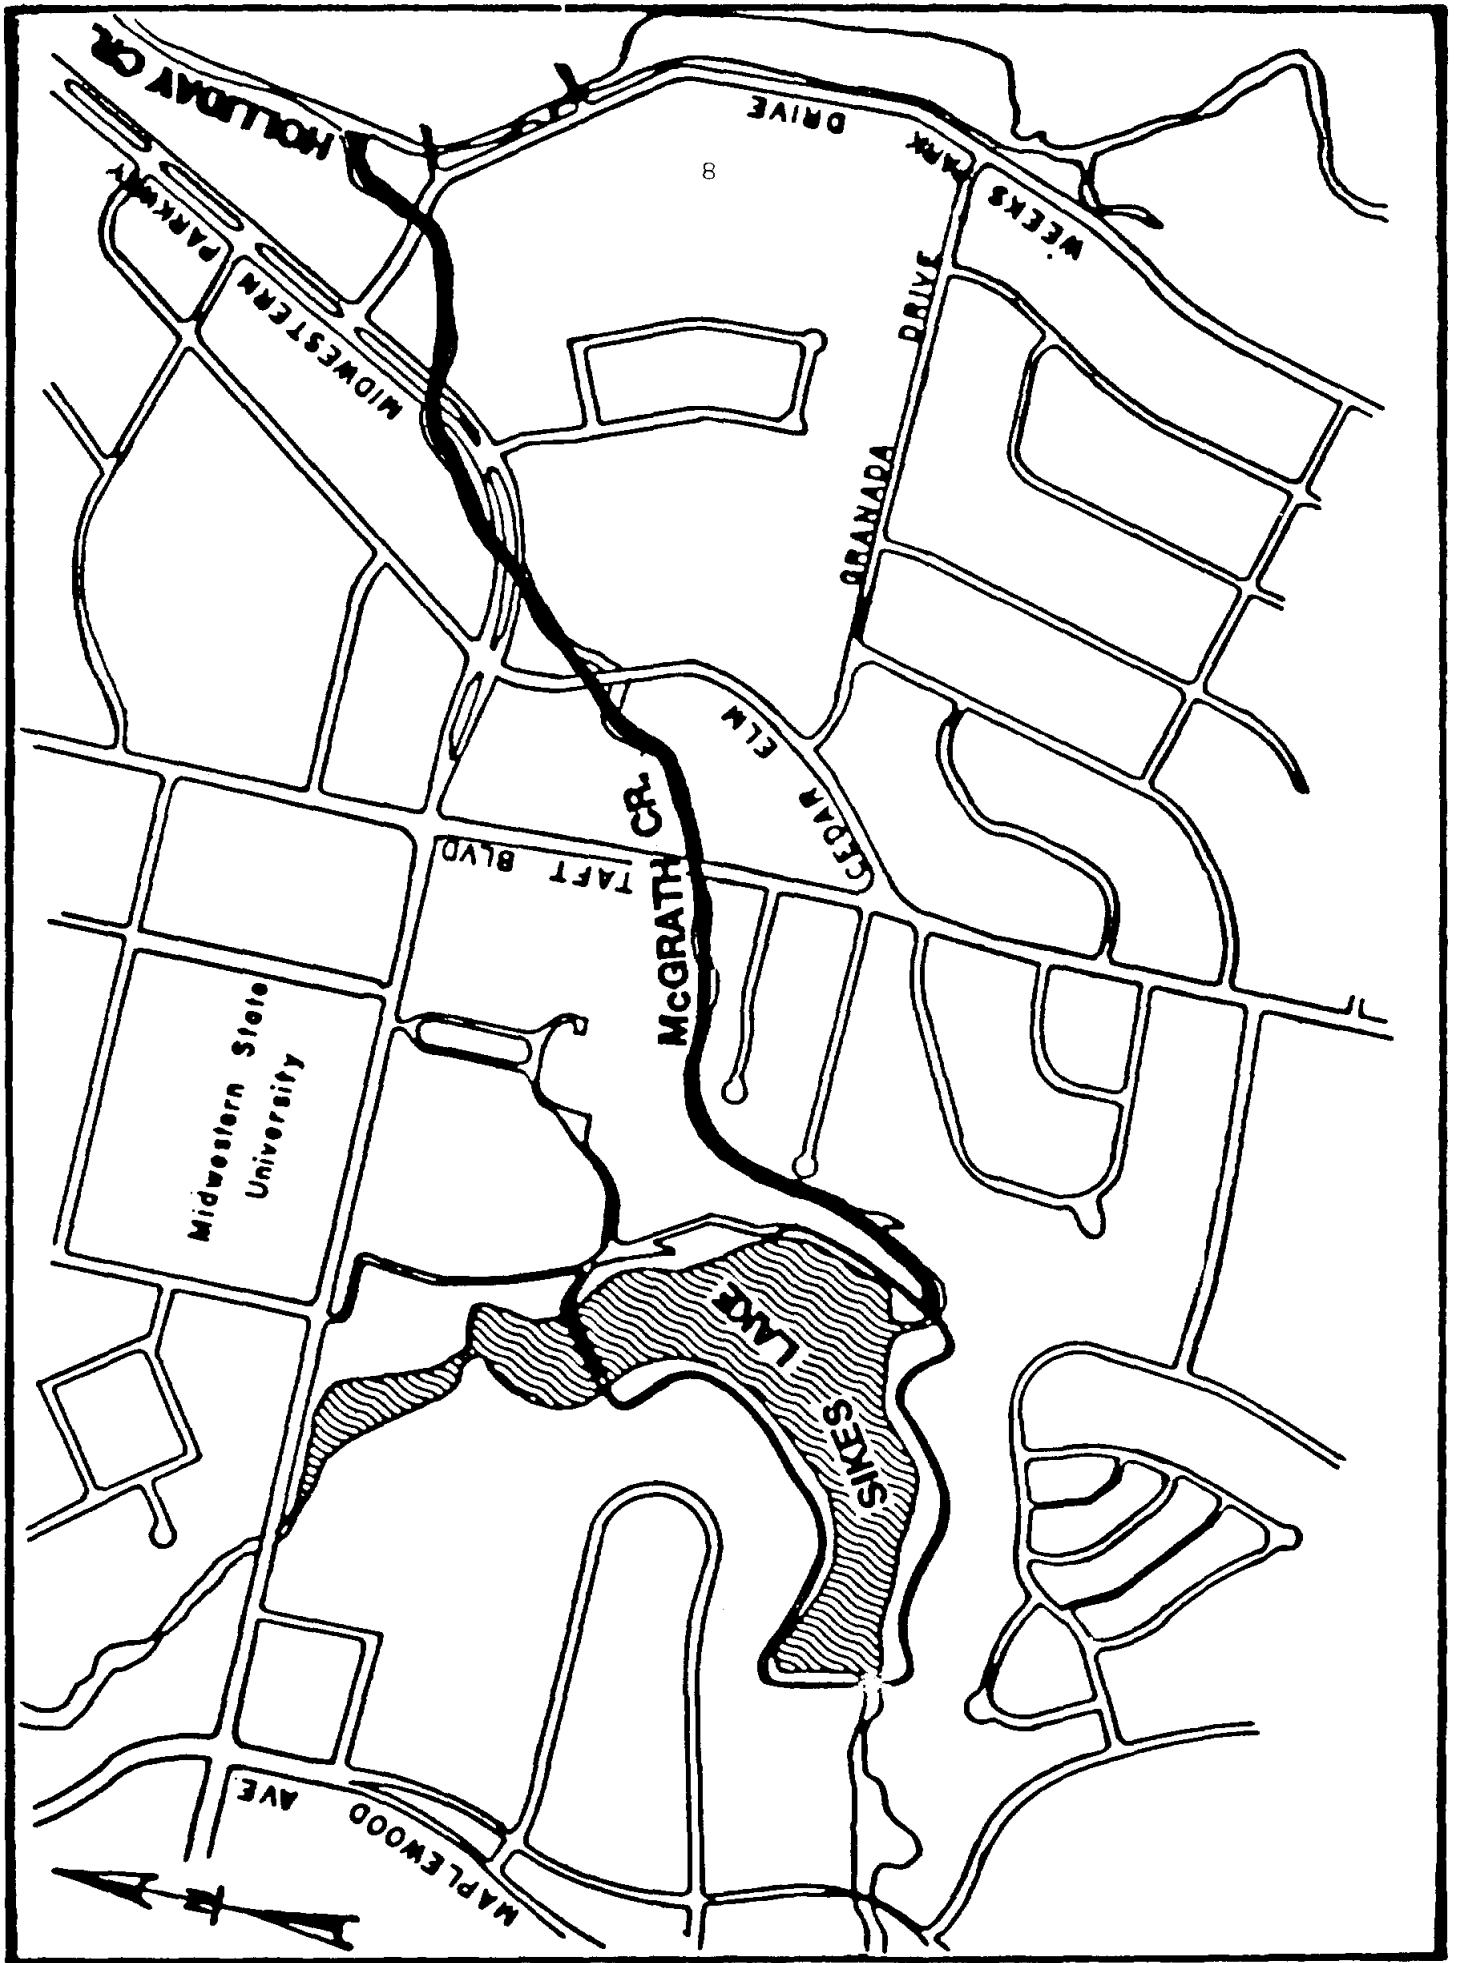 HOLLIDAY CR.
MIDWESTERN PARKWAY
8
WEEKS PARK DRIVE
GRANADA DRIVE
CEDAR ELM
TAFT BLVD
McGRATH CR.
Midwestern State
University
LAKE
SIKES
MAPLEWOOD AVE
N